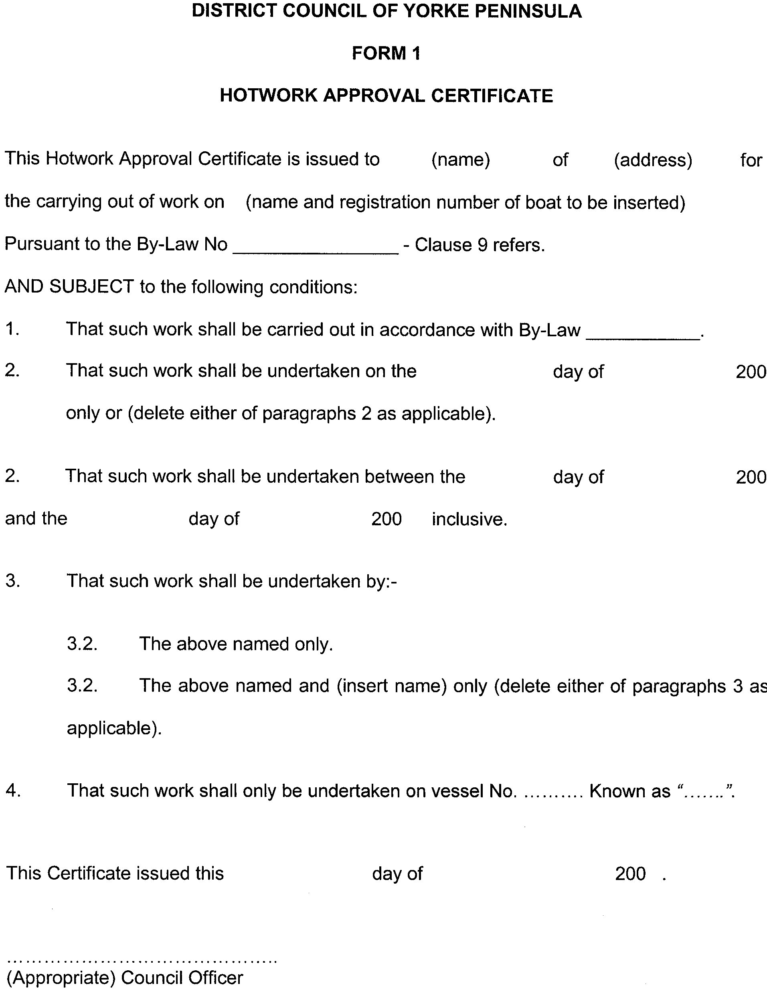 DISTRICT COUNCIL OF YORKE PENINSULA
FORM 1
HOTWORK APPROVAL CERTIFICATE
This Hotwork Approval Certificate is issued to (name) of (address) for
the carrying out of work on (name and registration number of boat to be inserted)
Pursuant to the By-Law No ______________ - Clause 9 refers.
AND SUBJECT to the following conditions:
1. That such work shall be carried out in accordance with By-Law __________.
2. That such work shall be undertaken on the day of 200
only or (delete either of paragraphs 2 as applicable).
2. That such work shall be undertaken between the day of 200
and the day of 200 inclusive.
3. That such work shall be undertaken by:-
3.2. The above named only.
3.2. The above named and (insert name) only (delete either of paragraphs 3 as
applicable).
4. That such work shall only be undertaken on vessel No. .......... Known as “.......”.
This Certificate issued this day of 200 .
............................................
(Appropriate) Council Officer